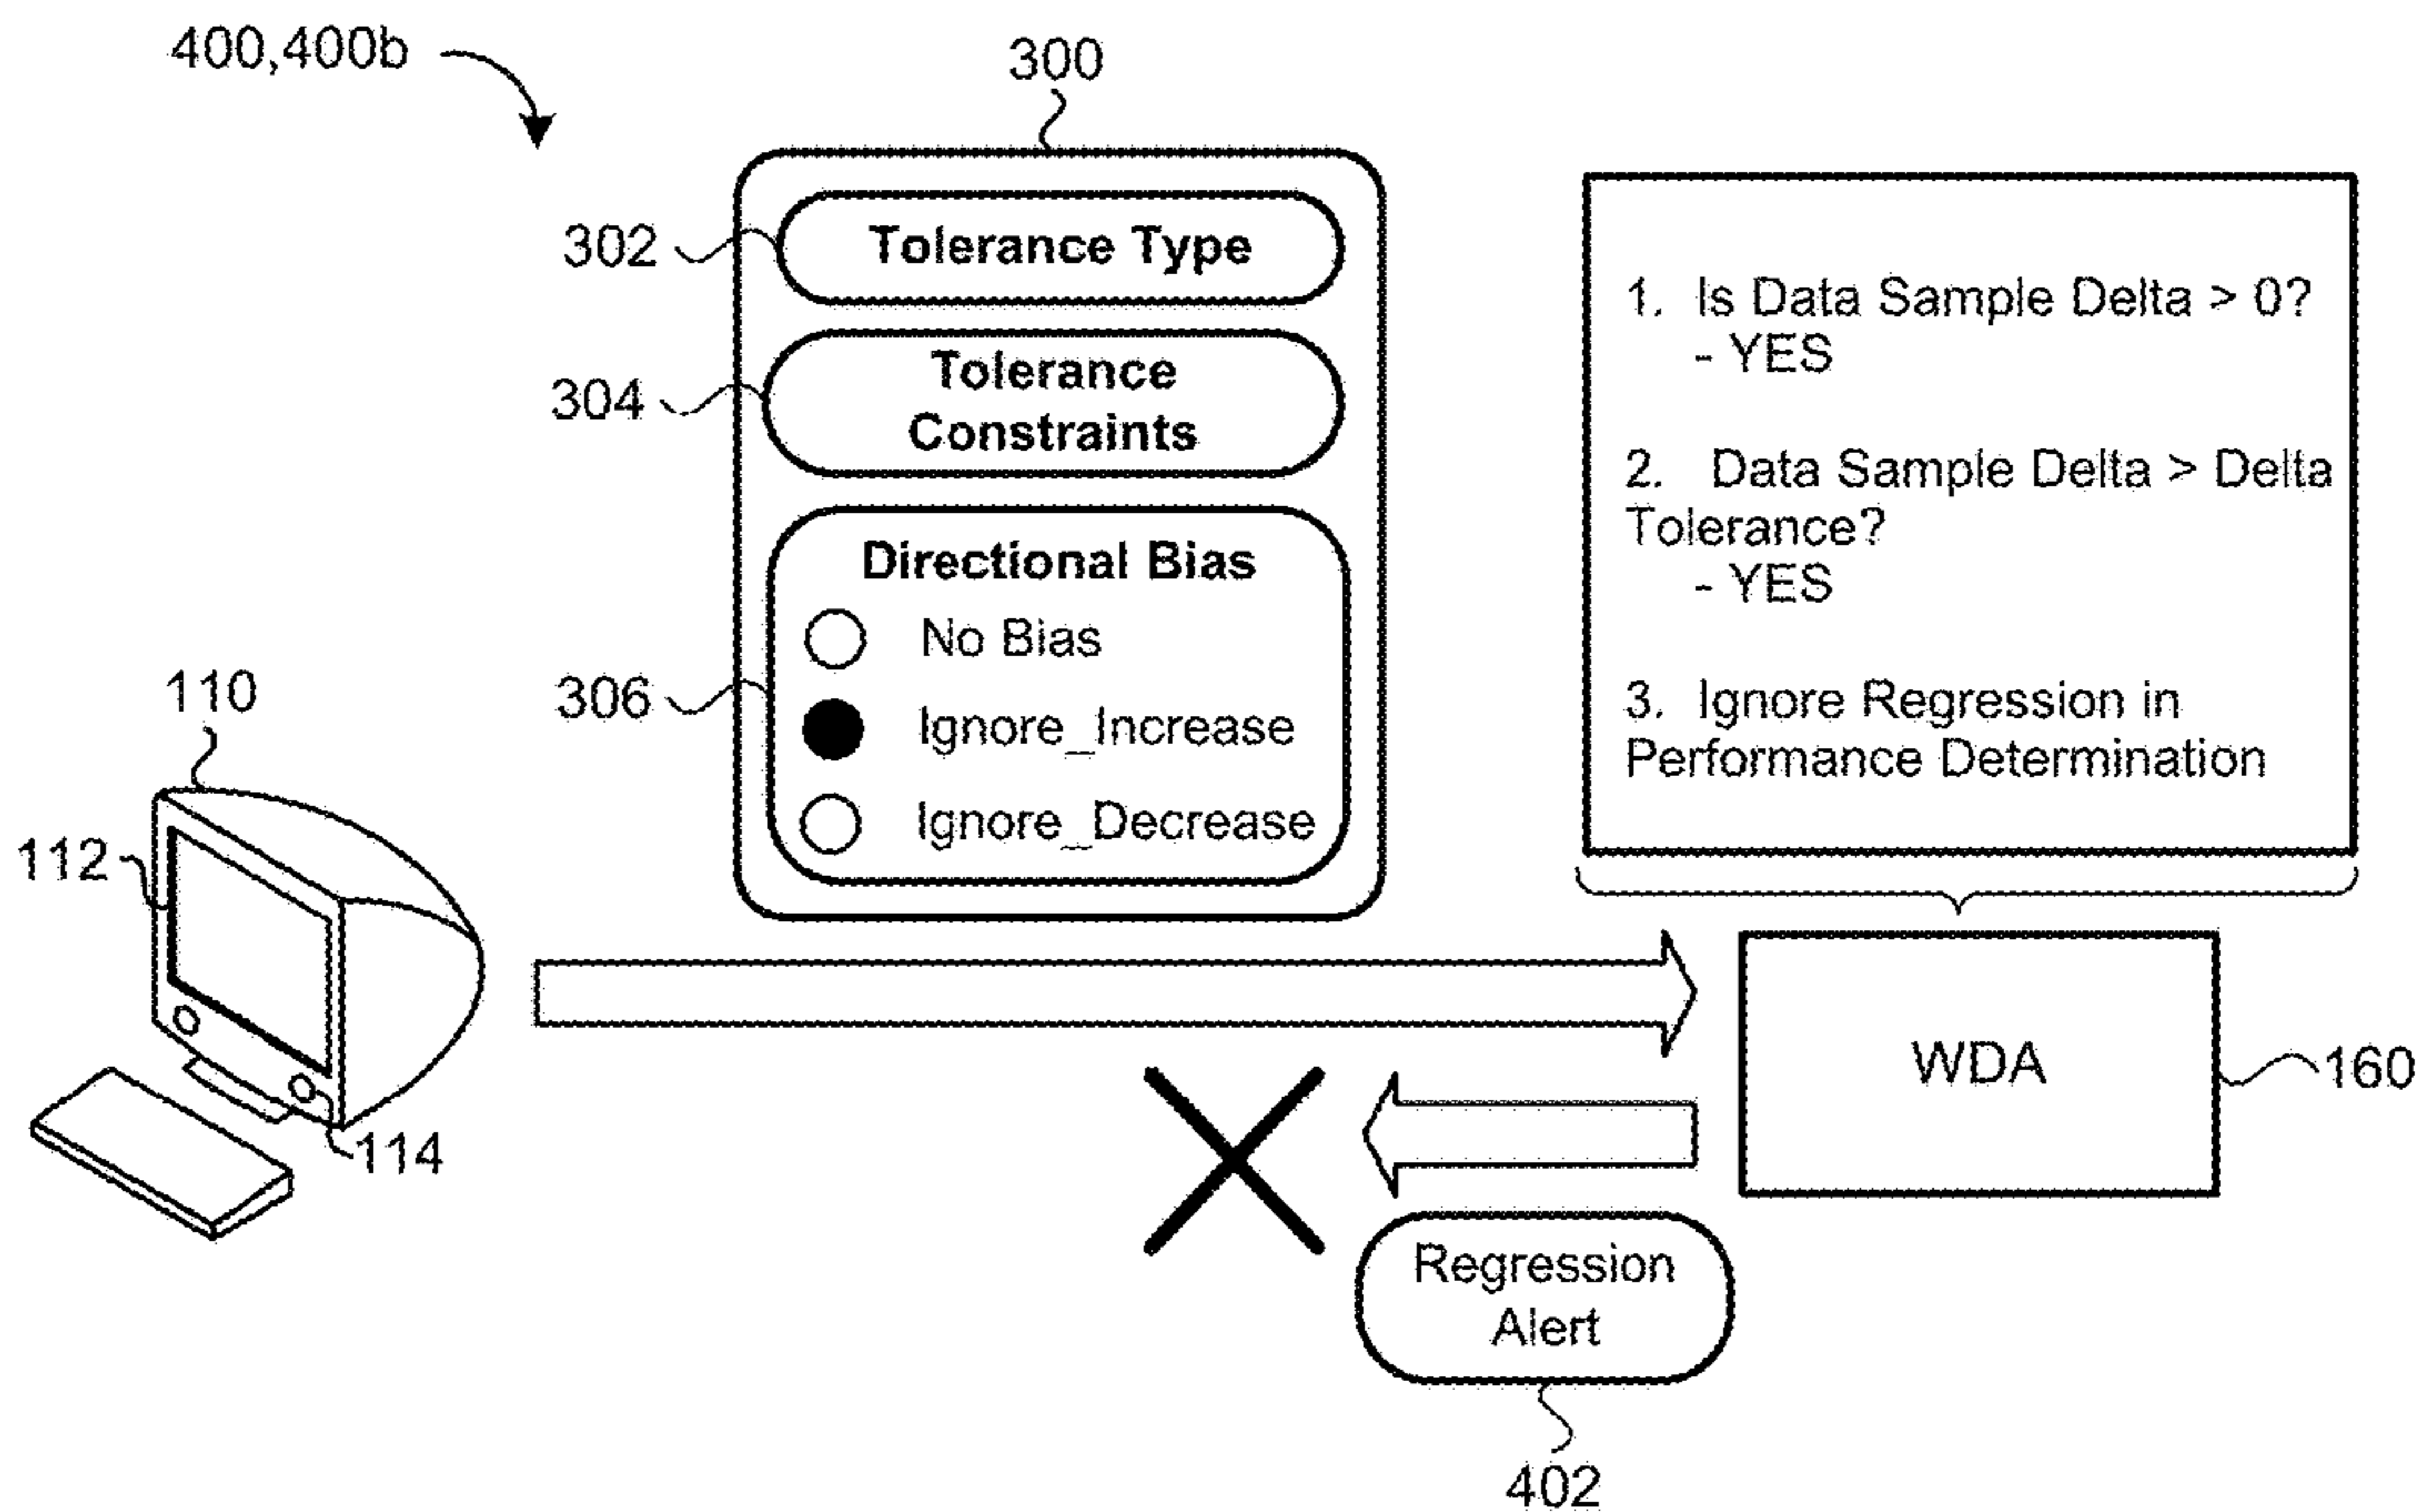 400,400b
300
302
Tolerance Type
304
Tolerance
Constraints
306
Directional Bias
No Bias
Ignore_Increase
Ignore_Decrease
1. Is Data Sample Delta > 0?
- YES
2. Data Sample Delta > Delta
Tolerance?
- YES
3. Ignore Regression in
Performance Determination
110
112
114
WDA
160
Regression
Alert
402